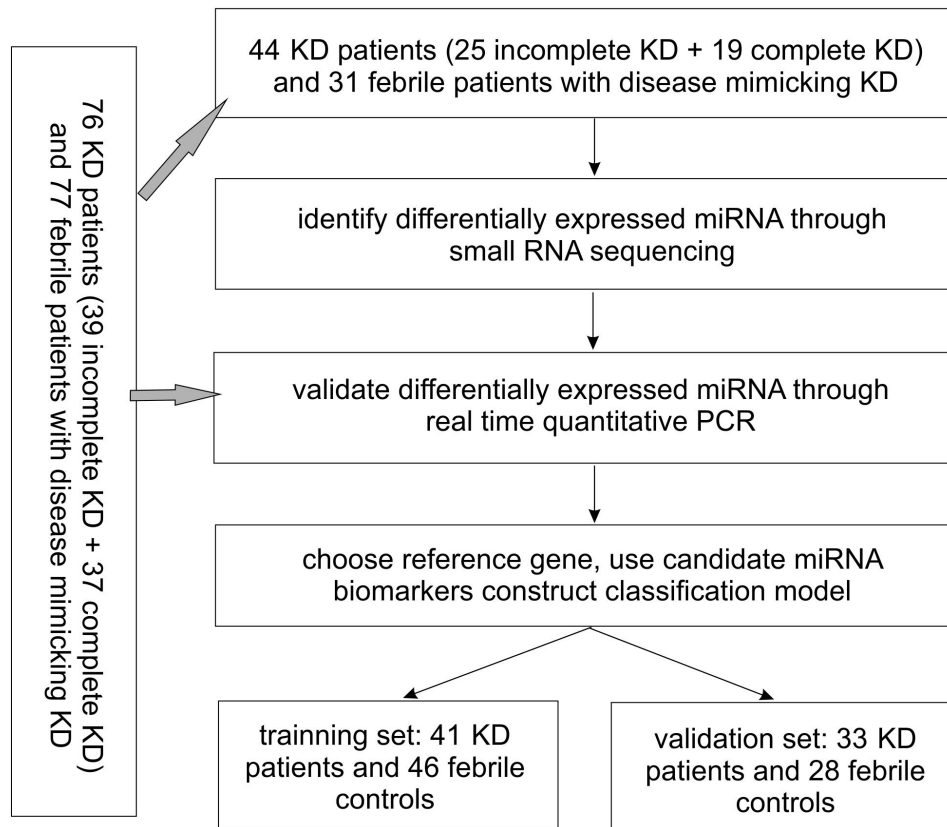 76 KD patients (39 incomplete KD + 37 complete KD)
and 77 febrile patients with disease mimicking KD
44 KD patients (25 incomplete KD + 19 complete KD)
and 31 febrile patients with disease mimicking KD
identify differentially expressed miRNA through
small RNA sequencing
validate differentially expressed miRNA through
real time quantitative PCR
choose reference gene, use candidate miRNA
biomarkers construct classification model
trainning set: 41 KD
patients and 46 febrile
controls
validation set: 33 KD
patients and 28 febrile
controls